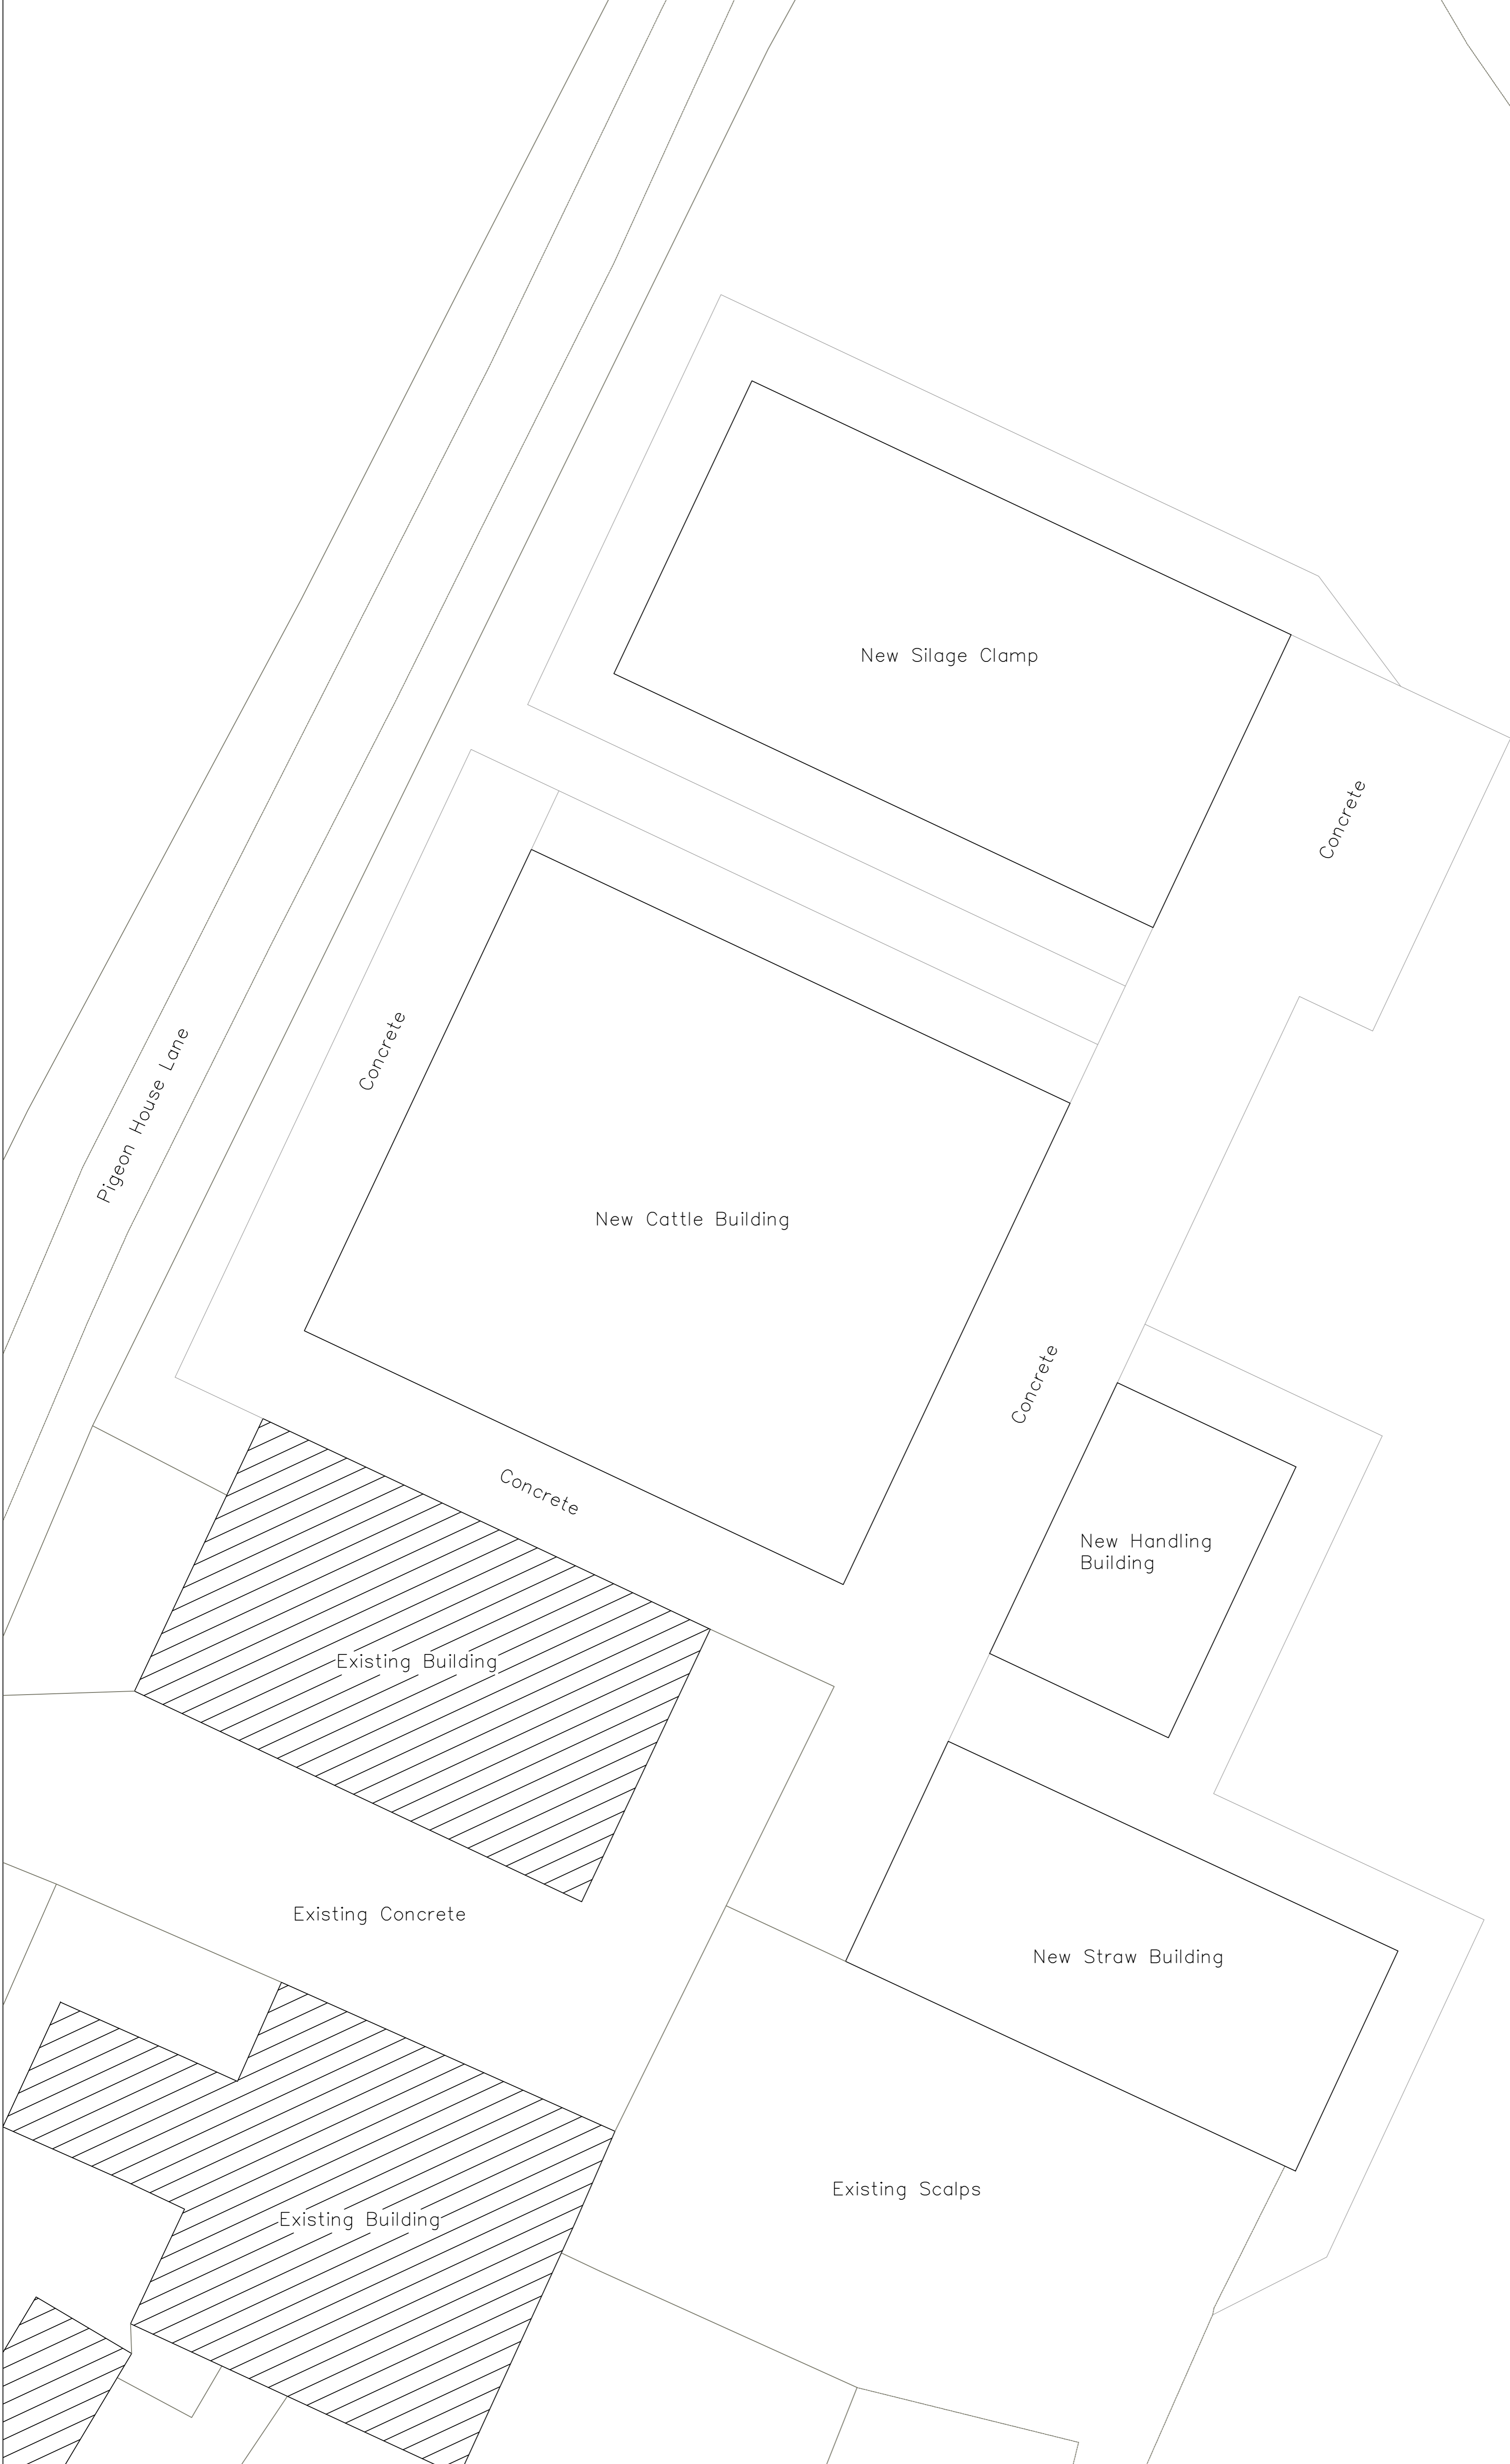 New Silage Clamp
Concrete
Concrete
Pigeon House Lane
New Cattle Building
Concrete
Concrete
New Handling
Building
Existing Building
Existing Concrete
New Straw Building
Existing Scalps
Existing Building